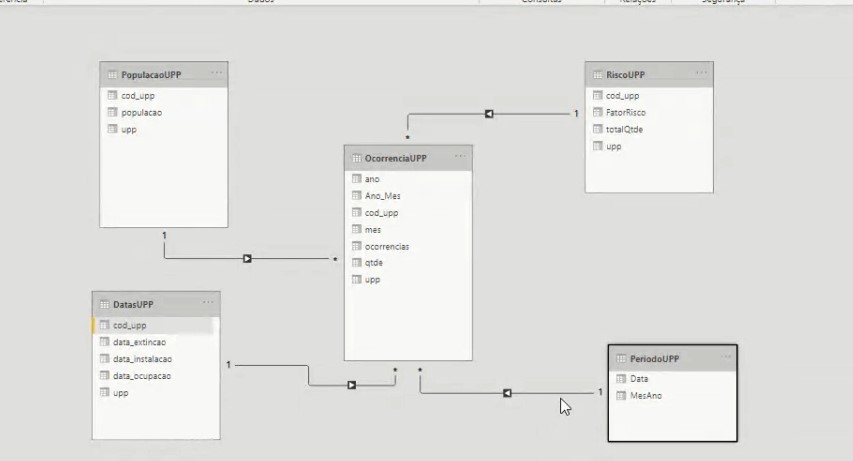 Dados
Consultas
Relações
Segurança
PopulacaoUPP
cod_upp
populacao
upp
1
RiscoUPP
cod_upp
FatorRisco
totalQtde
upp
1
*
OcorrenciaUPP
ano
Ano_Mes
cod_upp
mes
ocorrencias
qtde
upp
*
DatasUPP
cod_upp
data_extincao
data_instalacao
data_ocupacao
upp
1
*
*
PeriodoUPP
Data
MesAno
1